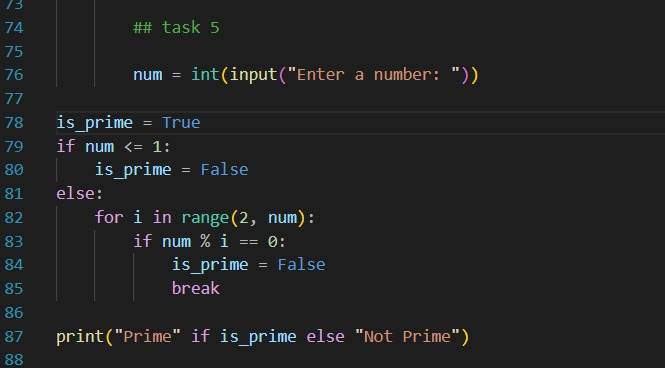 73
74 ## task 5
75
76 num = int(input("Enter a number: "))
77
78 is_prime = True
79 if num <= 1:
80 is_prime = False
81 else:
82 for i in range(2, num):
83 if num % i == 0:
84 is_prime = False
85 break
86
87 print("Prime" if is_prime else "Not Prime")
88